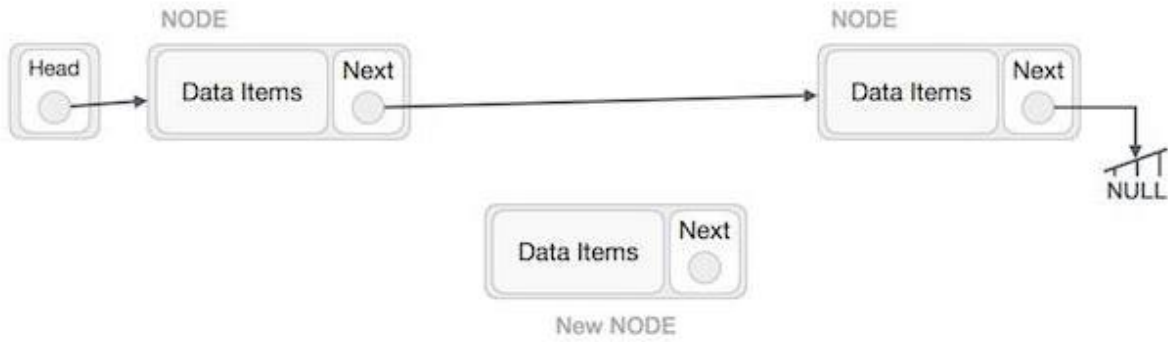 NODE
NODE
Head
Data Items
Next
Data Items
Next
NULL
Data Items
Next
New NODE